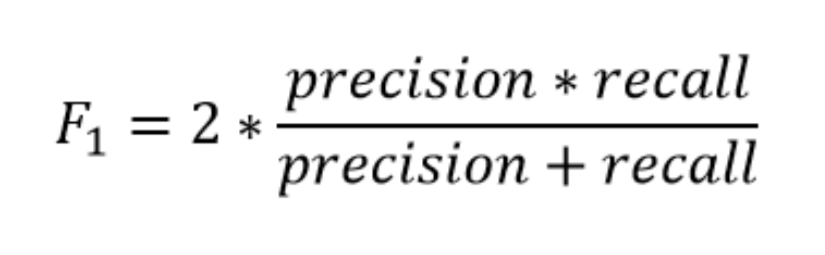 F₁ = 2 * precision * recall / precision + recall